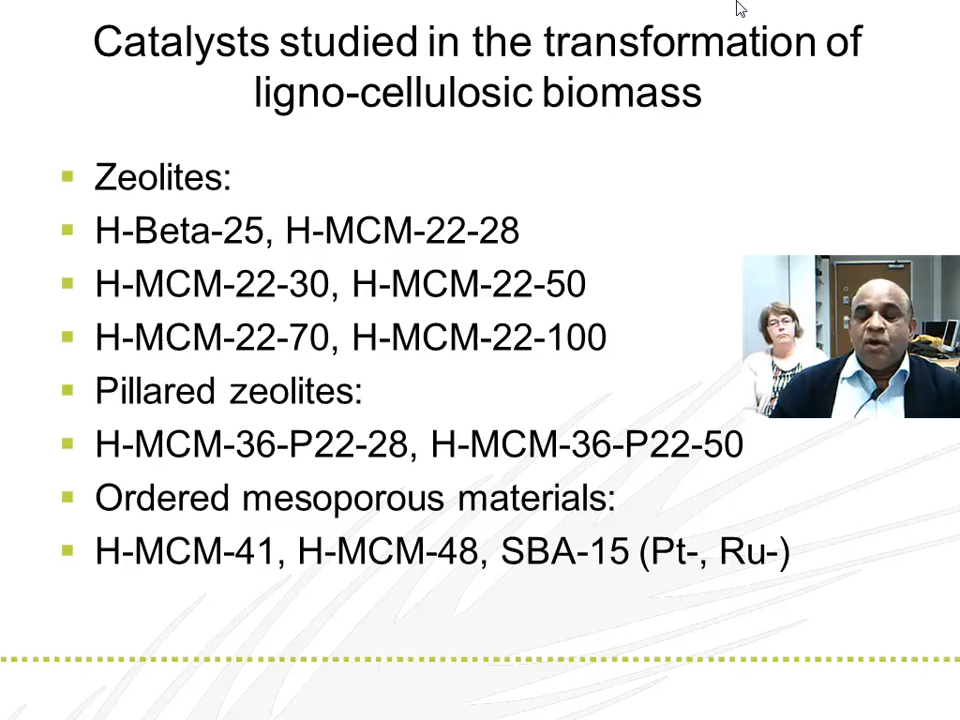 Catalysts studied in the transformation of
ligno-cellulosic biomass
Zeolites:
H-Beta-25, H-MCM-22-28
H-MCM-22-30, H-MCM-22-50
H-MCM-22-70, H-MCM-22-100
Pillared zeolites:
H-MCM-36-P22-28, H-MCM-36-P22-50
Ordered mesoporous materials:
H-MCM-41, H-MCM-48, SBA-15 (Pt-, Ru-)